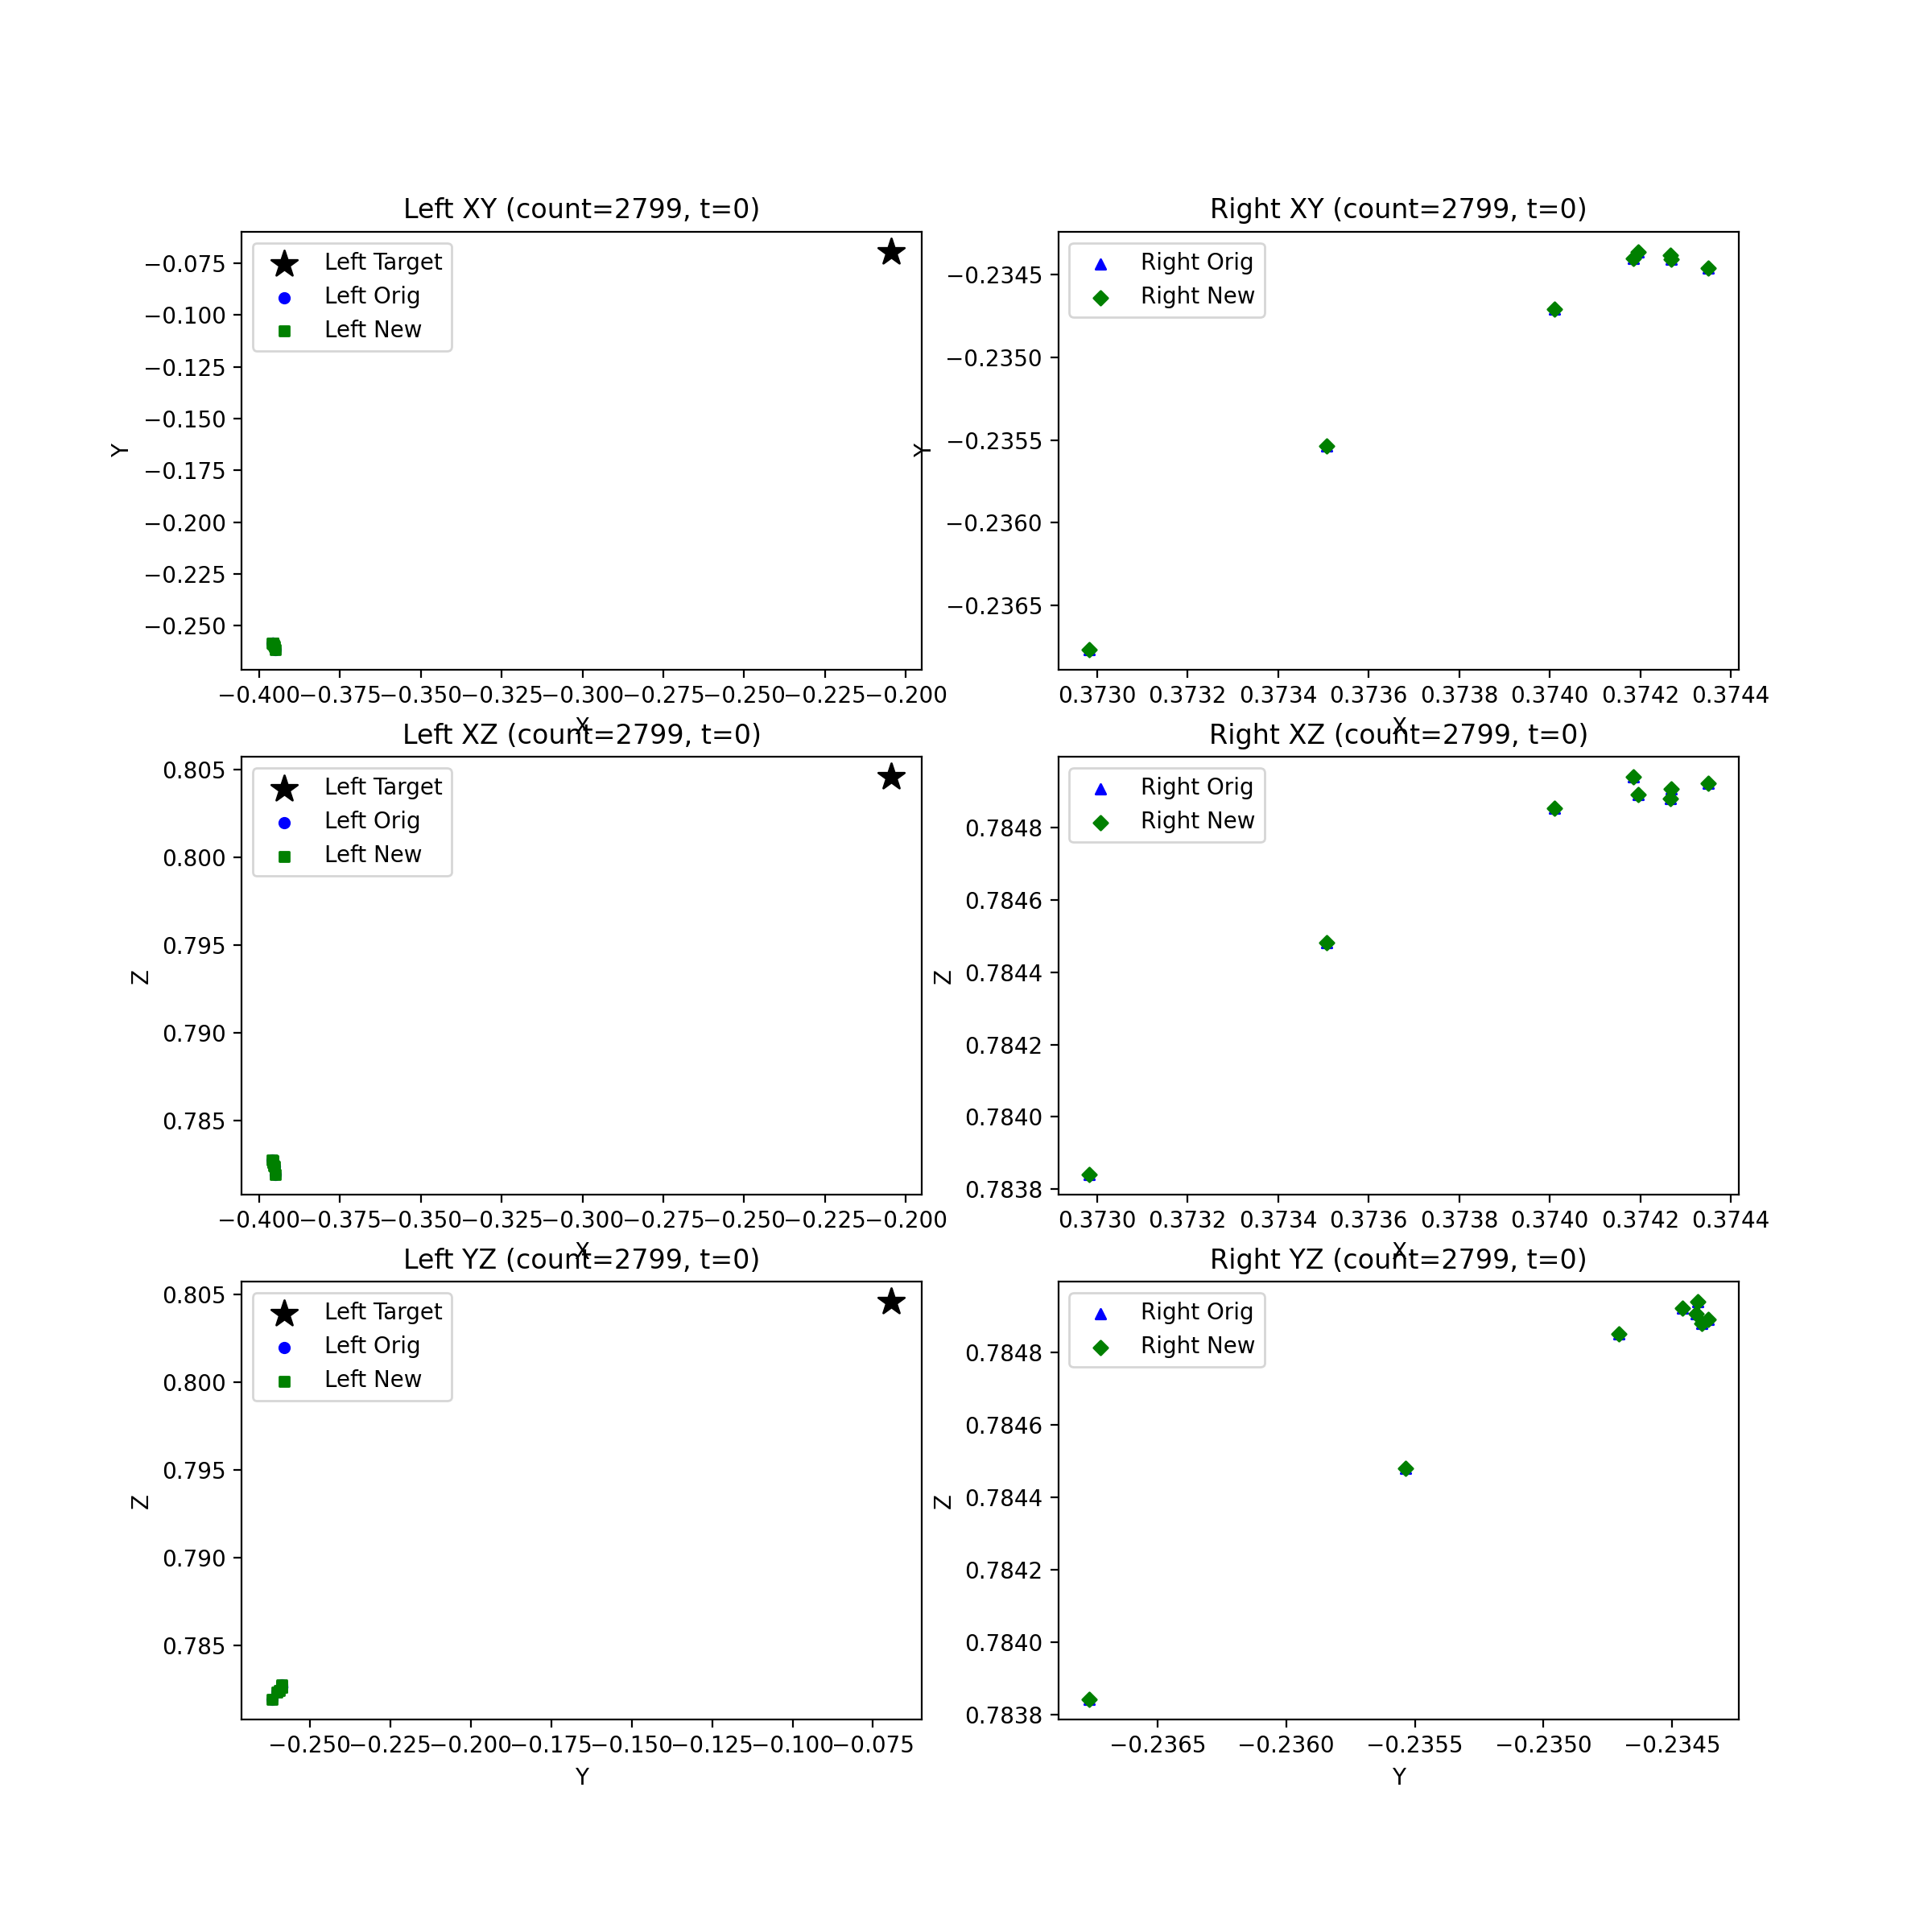 Left XY (count=2799, t=0)
Left Target
Left Orig
Left New
−0.075
−0.100
−0.125
−0.150
−0.175
−0.200
−0.225
−0.250
Y
−0.400 −0.375 −0.350 −0.325 −0.300 −0.275 −0.250 −0.225 −0.200
X
Right XY (count=2799, t=0)
Right Orig
Right New
−0.2345
−0.2350
−0.2355
−0.2360
−0.2365
Y
0.3730 0.3732 0.3734 0.3736 0.3738 0.3740 0.3742 0.3744
X
Left XZ (count=2799, t=0)
Left Target
Left Orig
Left New
0.805
0.800
0.795
0.790
0.785
Z
−0.400 −0.375 −0.350 −0.325 −0.300 −0.275 −0.250 −0.225 −0.200
X
Right XZ (count=2799, t=0)
Right Orig
Right New
0.7848
0.7846
0.7844
0.7842
0.7840
0.7838
Z
0.3730 0.3732 0.3734 0.3736 0.3738 0.3740 0.3742 0.3744
X
Left YZ (count=2799, t=0)
Left Target
Left Orig
Left New
0.805
0.800
0.795
0.790
0.785
Z
−0.250 −0.225 −0.200 −0.175 −0.150 −0.125 −0.100 −0.075
Y
Right YZ (count=2799, t=0)
Right Orig
Right New
0.7848
0.7846
0.7844
0.7842
0.7840
0.7838
Z
−0.2365 −0.2360 −0.2355 −0.2350 −0.2345
Y